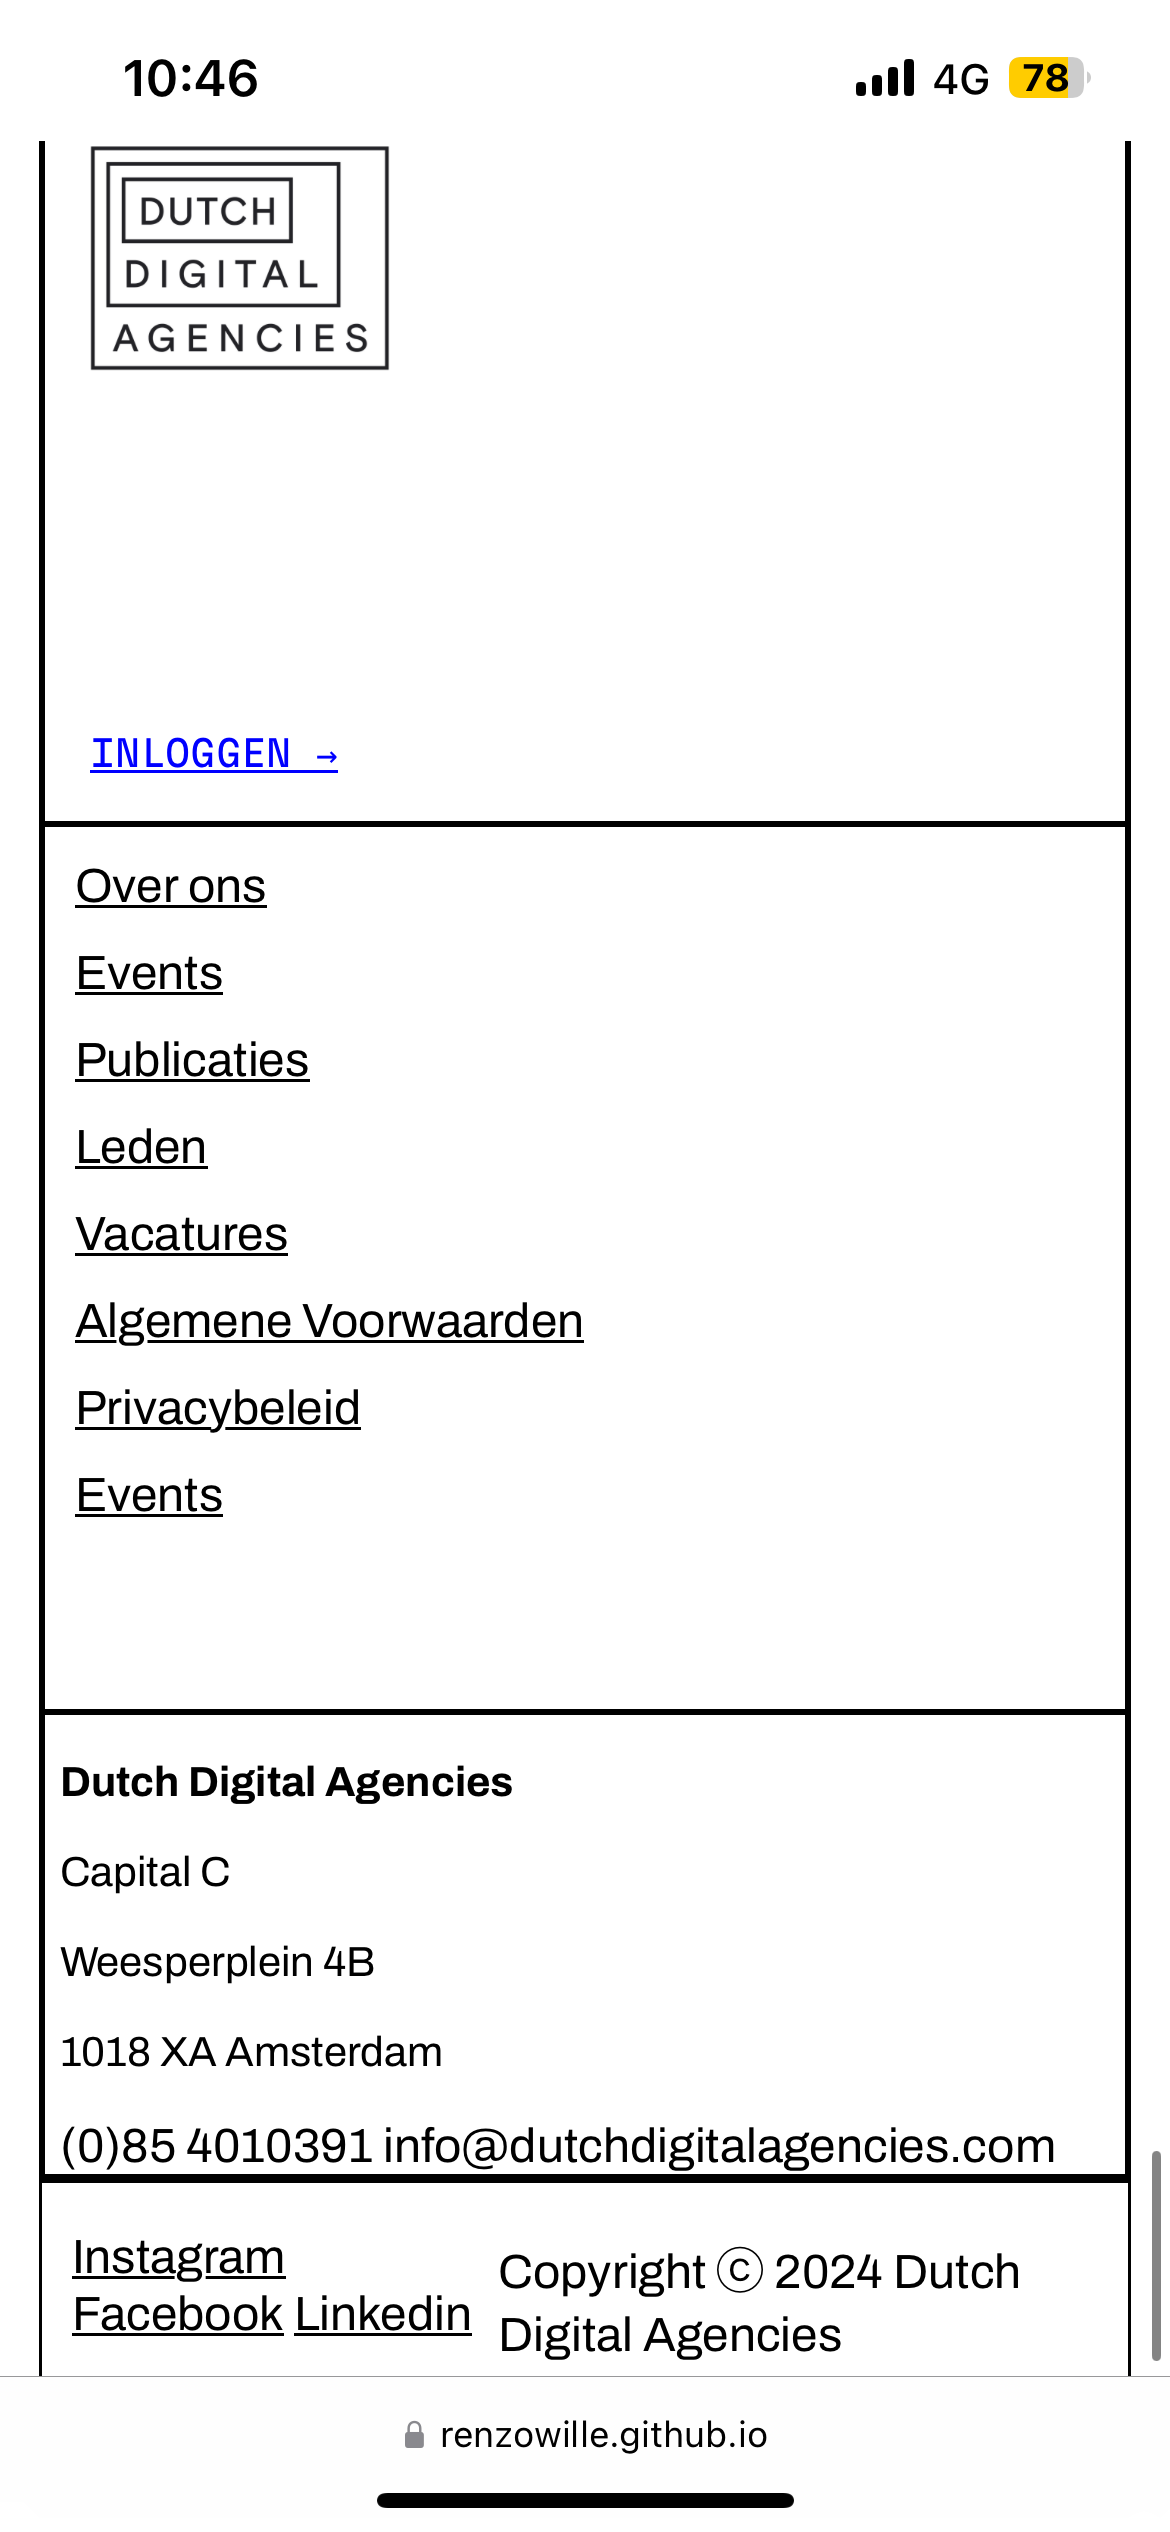 10:46
4G 78
DUTCH
DIGITAL
AGENCIES
INLOGGEN →
Over ons
Events
Publicaties
Leden
Vacatures
Algemene Voorwaarden
Privacybeleid
Events
Dutch Digital Agencies
Capital C
Weesperplein 4B
1018 XA Amsterdam
(0)85 4010391 info@dutchdigitalagencies.com
Instagram
Facebook Linkedin
Copyright ⓒ 2024 Dutch
Digital Agencies
renzowille.github.io